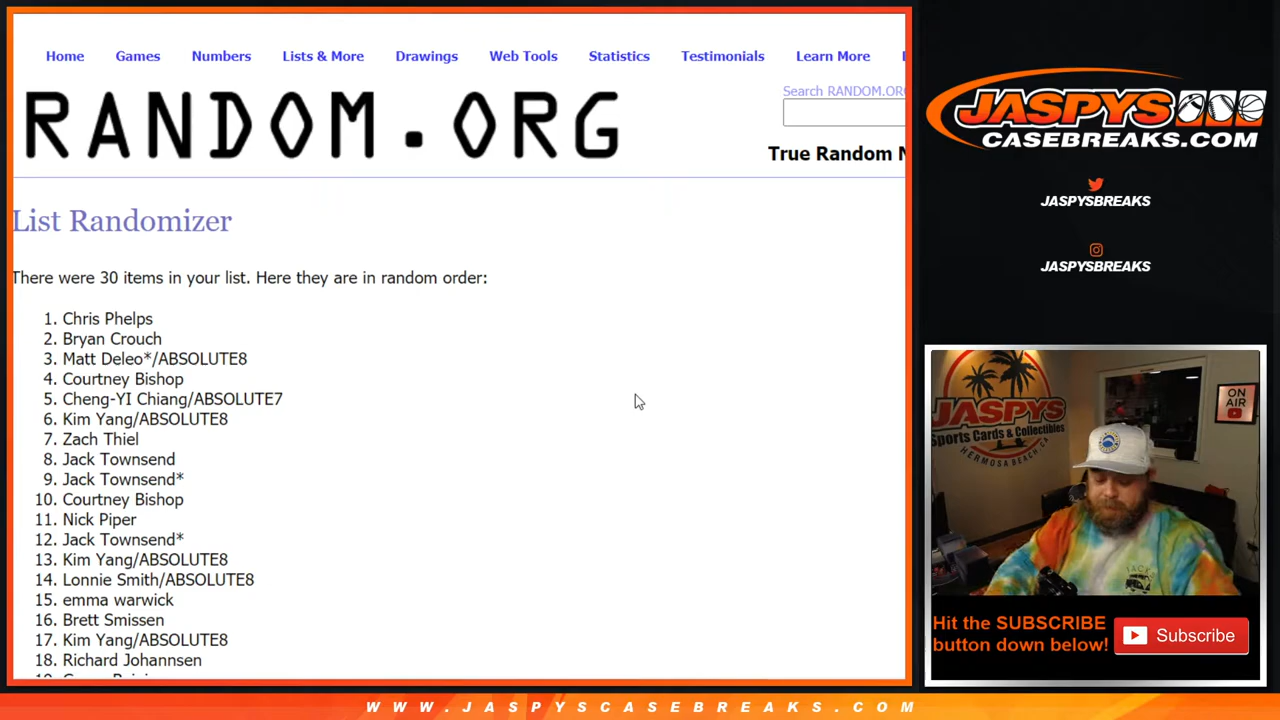 Home Games Numbers Lists & More Drawings Web Tools Statistics Testimonials Learn More
Search RANDOM.ORG
RANDOM.ORG
True Random
List Randomizer
There were 30 items in your list. Here they are in random order:
1. Chris Phelps
2. Bryan Crouch
3. Matt Deleo*/ABSOLUTE8
4. Courtney Bishop
5. Cheng-YI Chiang/ABSOLUTE7
6. Kim Yang/ABSOLUTE8
7. Zach Thiel
8. Jack Townsend
9. Jack Townsend*
10. Courtney Bishop
11. Nick Piper
12. Jack Townsend*
13. Kim Yang/ABSOLUTE8
14. Lonnie Smith/ABSOLUTE8
15. emma warwick
16. Brett Smissen
17. Kim Yang/ABSOLUTE8
18. Richard Johannsen
JASPYS
CASEBREAKS.COM
JASPYSBREAKS
JASPYSBREAKS
JASPYS
Sports Cards & Collectibles
HERMOSA BEACH, CA
ON
AIR
Hit the SUBSCRIBE
button down below!
Subscribe
WWW.JASPYSCASEBREAKS.COM